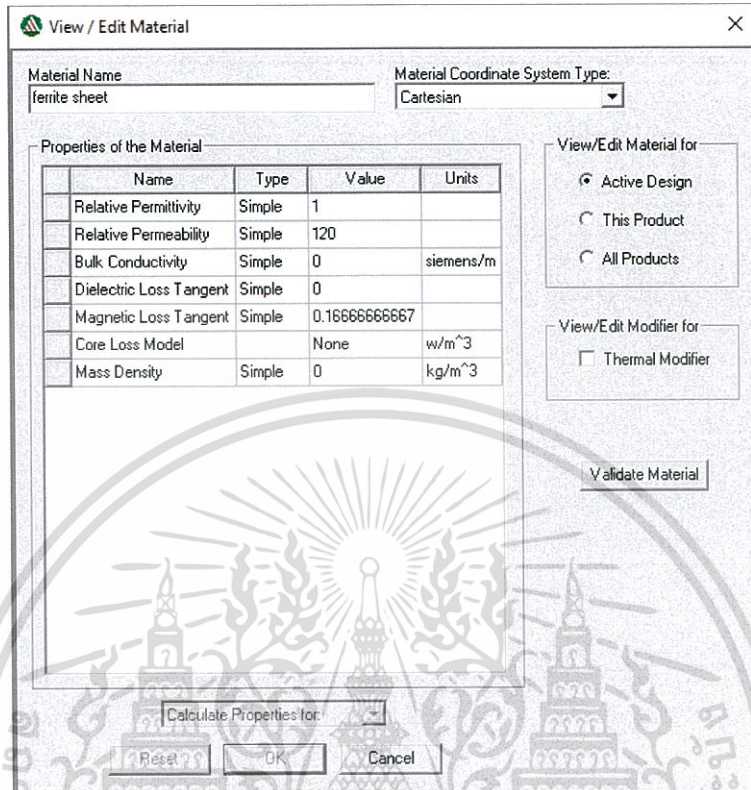 View / Edit Material
Material Name
Material Coordinate System Type:
ferrite sheet
Cartesian
Properties of the Material
View/Edit Material for
Name Type Value Units
Relative Permittivity Simple 1
Relative Permeability Simple 120
Bulk Conductivity Simple 0 siemens/m
Dielectric Loss Tangent Simple 0
Magnetic Loss Tangent Simple 0.16666666667
Core Loss Model None w/m^3
Mass Density Simple 0 kg/m^3
Active Design
This Product
All Products
View/Edit Modifier for
Thermal Modifier
Validate Material
Calculate Properties for:
Reset OK Cancel